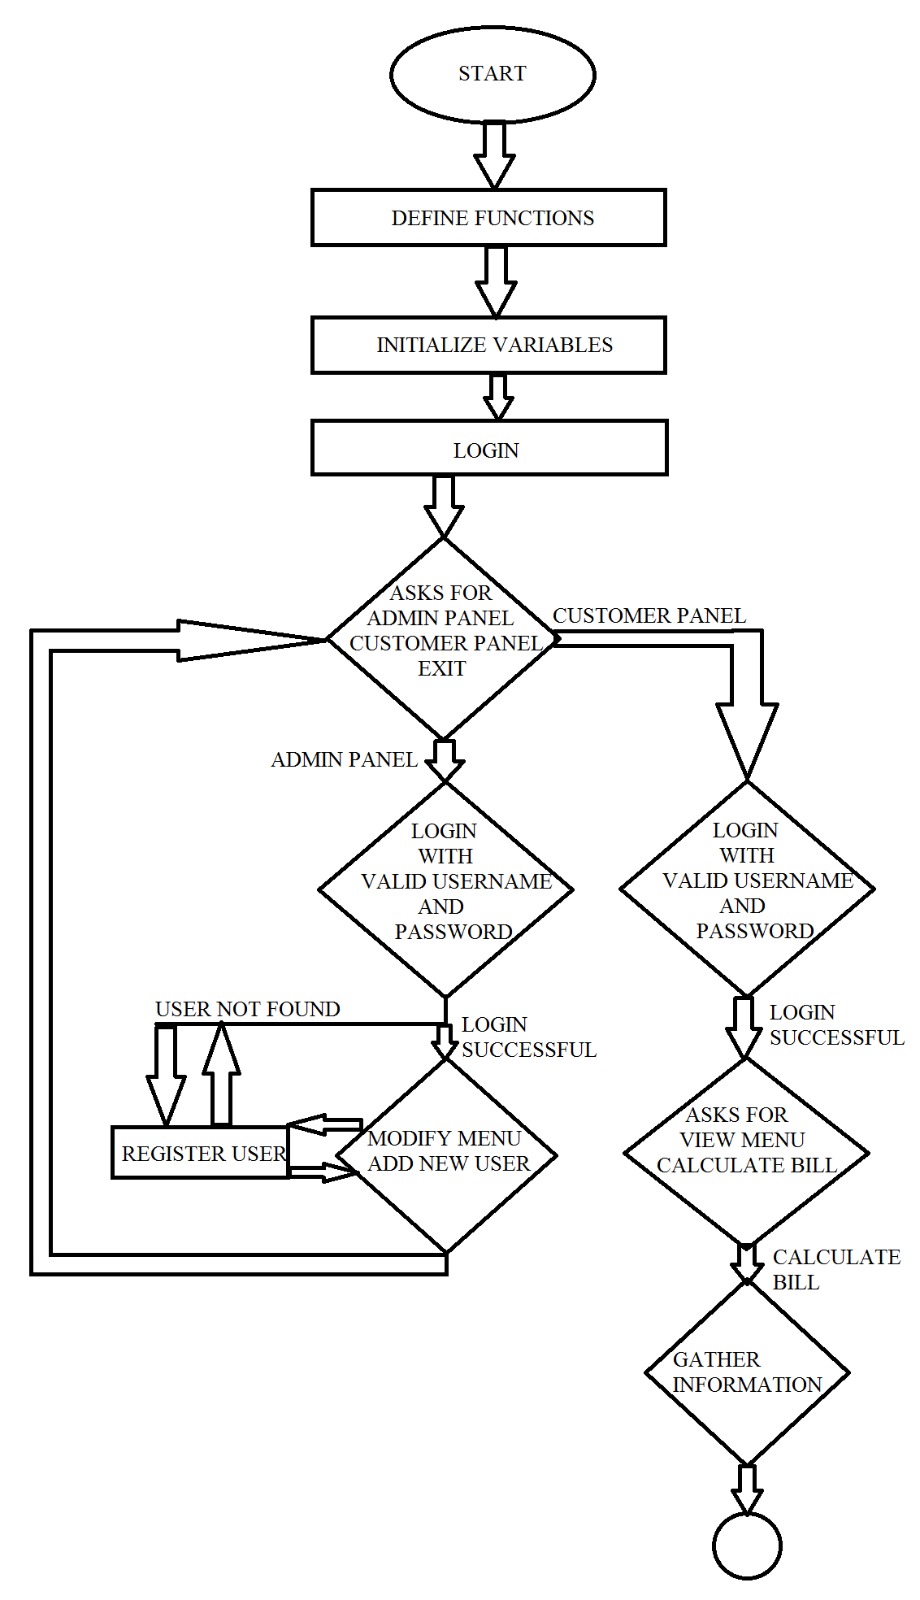 START
DEFINE FUNCTIONS
INITIALIZE VARIABLES
LOGIN
ASKS FOR
ADMIN PANEL
CUSTOMER PANEL
EXIT
CUSTOMER PANEL
ADMIN PANEL
LOGIN
WITH
VALID USERNAME
AND
PASSWORD
LOGIN
WITH
VALID USERNAME
AND
PASSWORD
USER NOT FOUND
LOGIN
SUCCESSFUL
LOGIN
SUCCESSFUL
REGISTER USER
MODIFY MENU
ADD NEW USER
ASKS FOR
VIEW MENU
CALCULATE BILL
CALCULATE
BILL
GATHER
INFORMATION